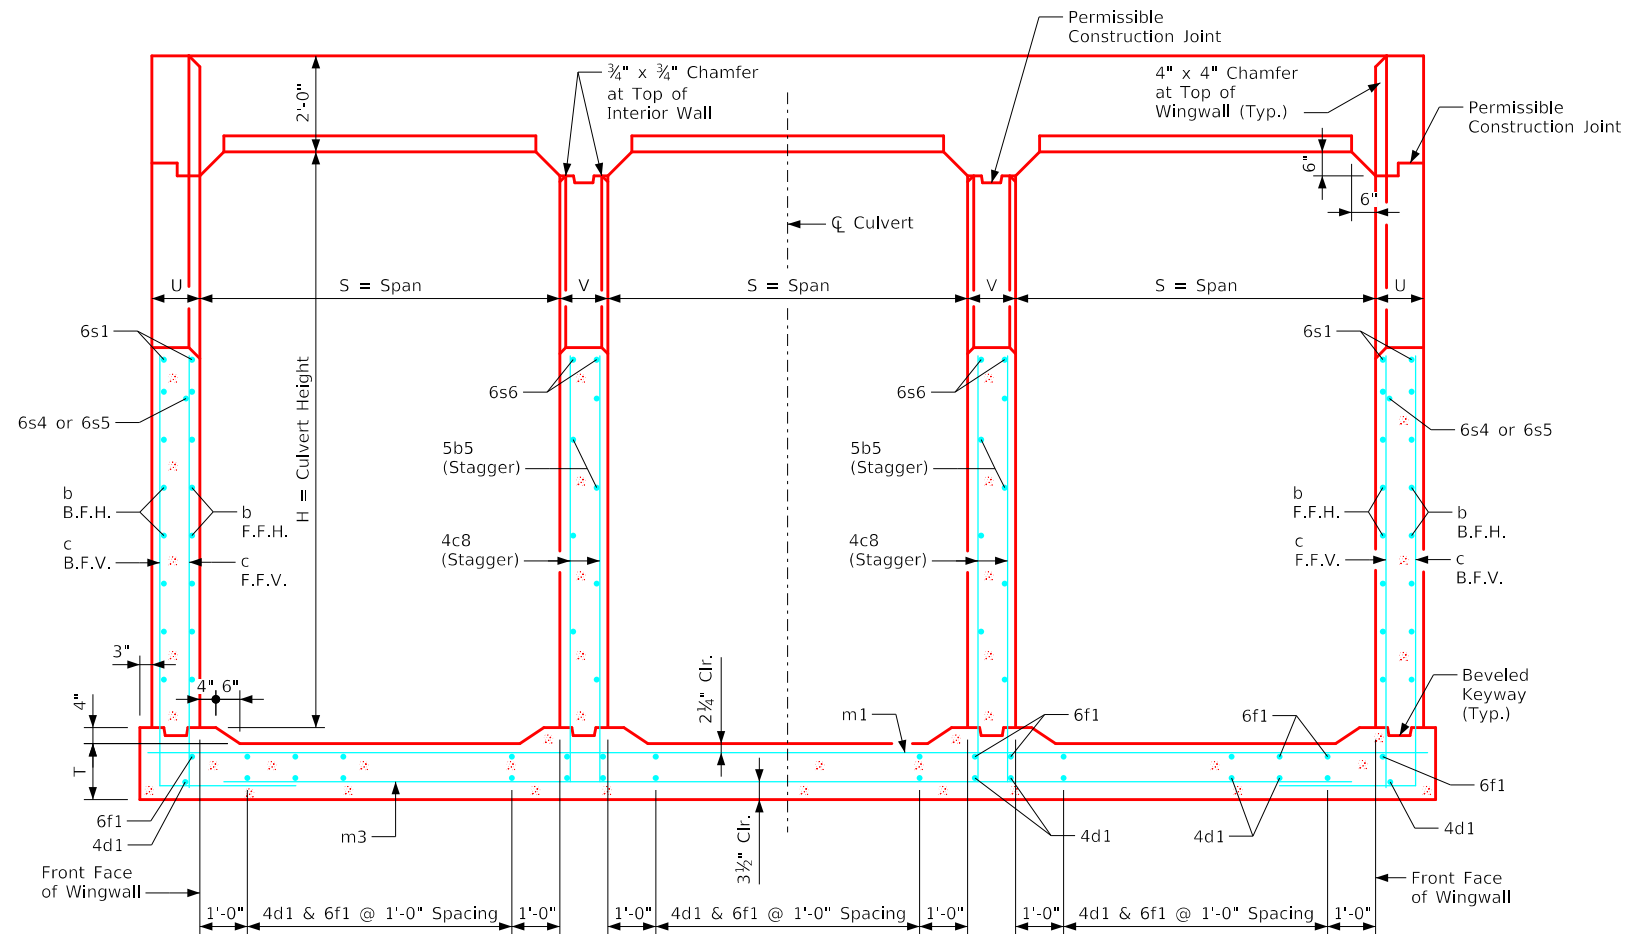 Permissible
Construction Joint
¾" x ¾" Chamfer
at Top of
Interior Wall
4" x 4" Chamfer
at Top of
Wingwall (Typ.)
Permissible
Construction Joint
2'-0"
6"
6"
℄ Culvert
U
S = Span
V
S = Span
V
S = Span
U
6s1
6s1
6s6
6s6
H = Culvert Height
6s4 or 6s5
6s4 or 6s5
5b5
(Stagger)
5b5
(Stagger)
b
B.F.H.
b
F.F.H.
b
F.F.H.
b
B.F.H.
4c8
(Stagger)
4c8
(Stagger)
c
B.F.V.
c
F.F.V.
c
F.F.V.
c
B.F.V.
3"
4"
6"
4"
2¼" Clr.
m1
6f1
6f1
Beveled
Keyway
(Typ.)
T
6f1
6f1
4d1
m3
3½" Clr.
4d1
4d1
4d1
Front Face
of Wingwall
Front Face
of Wingwall
1'-0"
4d1 & 6f1 @ 1'-0" Spacing
1'-0"
1'-0"
4d1 & 6f1 @ 1'-0" Spacing
1'-0"
1'-0"
4d1 & 6f1 @ 1'-0" Spacing
1'-0"